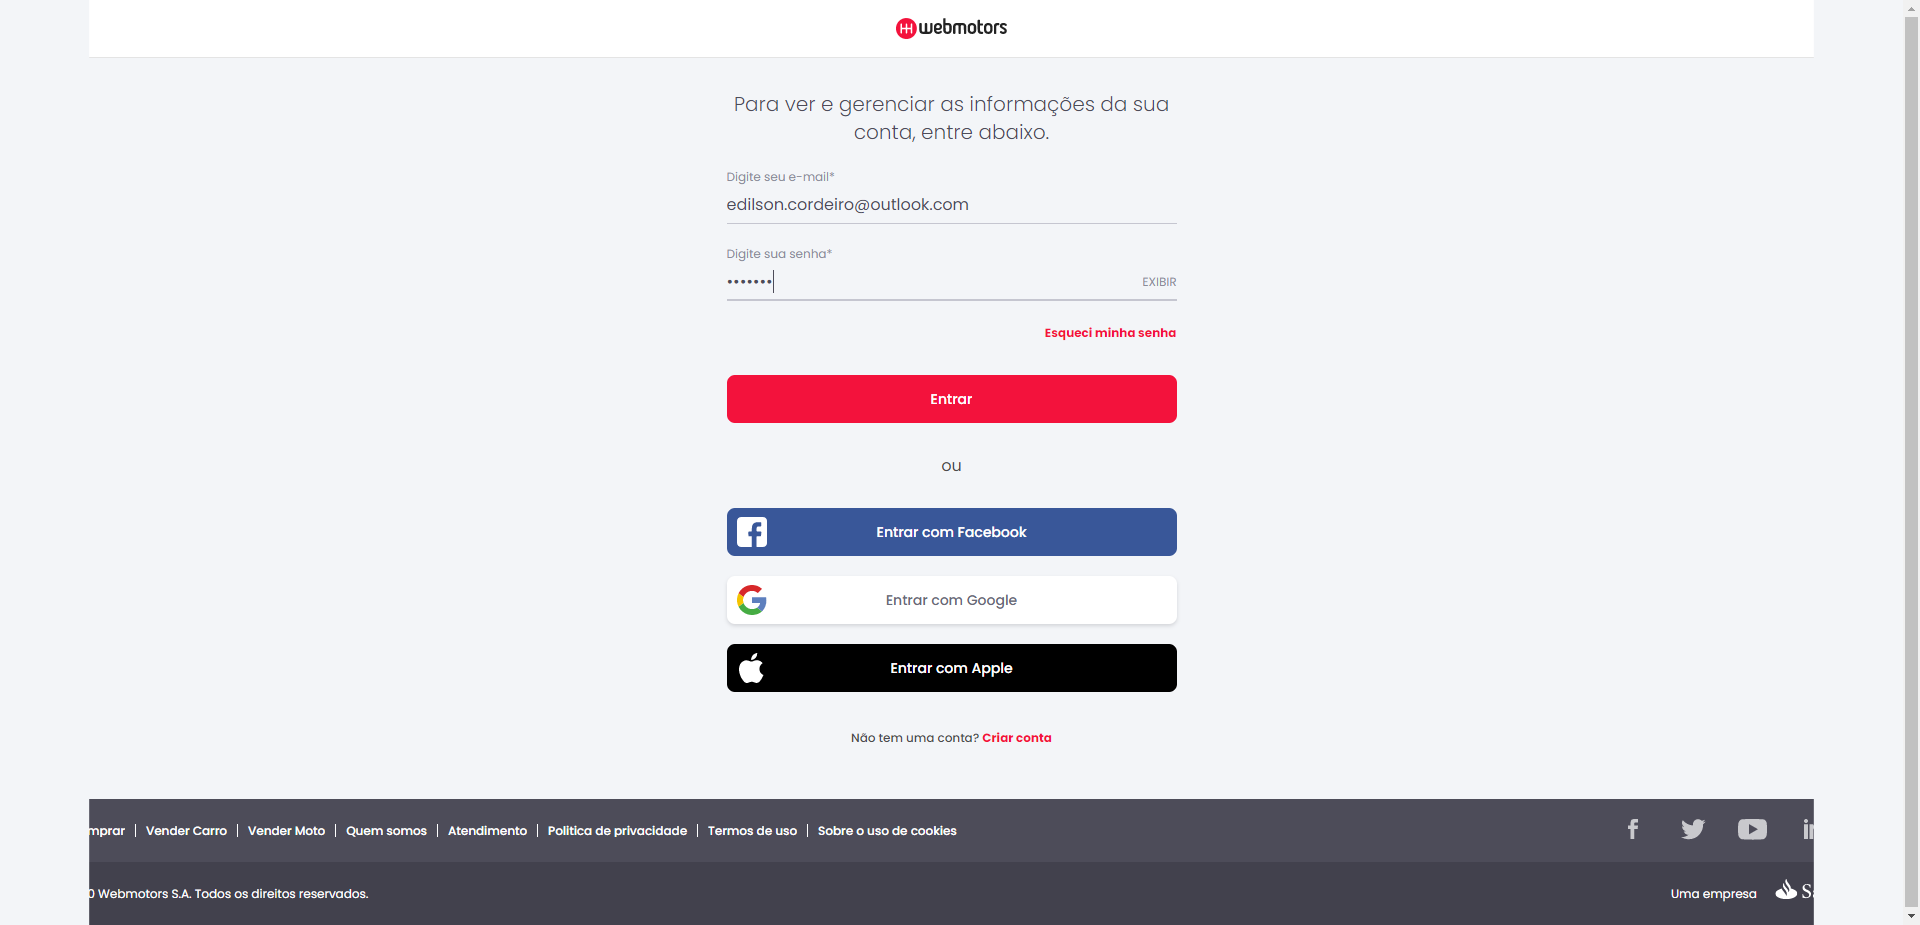 webmotors
Para ver e gerenciar as informações da sua
conta, entre abaixo.
Digite seu e-mail*
edilson.cordeiro@outlook.com
Digite sua senha*
•••••••
EXIBIR
Esqueci minha senha
Entrar
ou
Entrar com Facebook
Entrar com Google
Entrar com Apple
Não tem uma conta? Criar conta
mprar | Vender Carro | Vender Moto | Quem somos | Atendimento | Politica de privacidade | Termos de uso | Sobre o uso de cookies
0 Webmotors S.A. Todos os direitos reservados.
Uma empresa